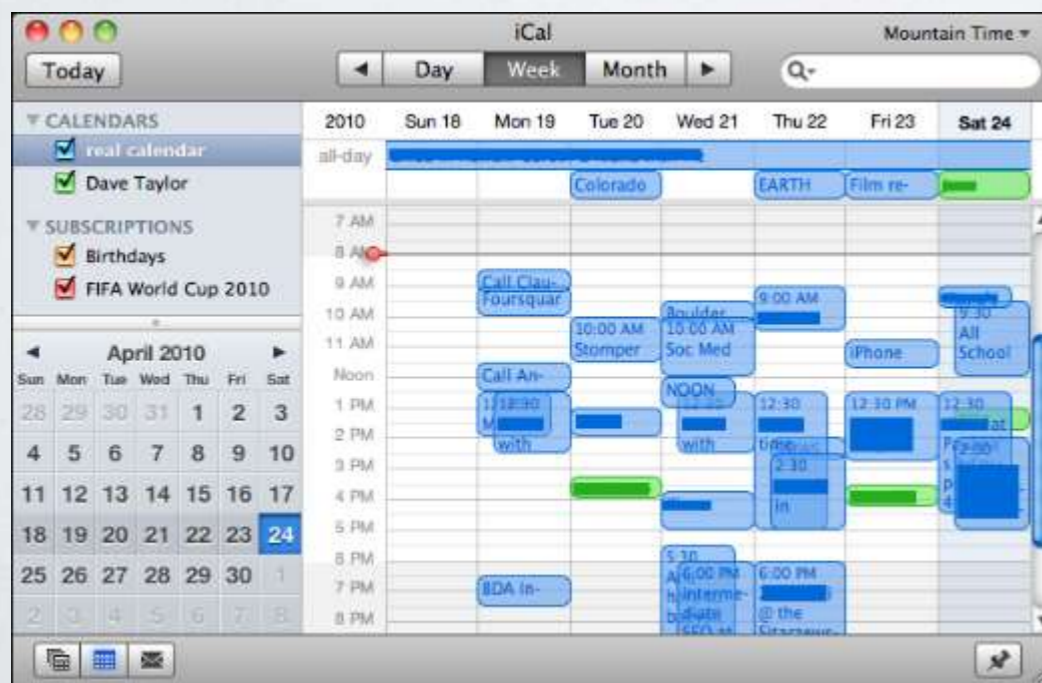 iCal
Mountain Time
Today
Day Week Month
CALENDARS
real calendar
Dave Taylor
SUBSCRIPTIONS
Birthdays
FIFA World Cup 2010
April 2010
Sun Mon Tue Wed Thu Fri Sat
28 29 30 31 1 2 3
4 5 6 7 8 9 10
11 12 13 14 15 16 17
18 19 20 21 22 23 24
25 26 27 28 29 30 1
2 3 4 5 6 7 8
2010 Sun 18 Mon 19 Tue 20 Wed 21 Thu 22 Fri 23 Sat 24
all-day
Colorado EARTH Film re-
7 AM
8 AM
9 AM
10 AM
11 AM
Noon
1 PM
2 PM
3 PM
4 PM
5 PM
6 PM
7 PM
8 PM
Call Clau-
Foursquar
Call An-
12:30
with
BDA In-
10:00 AM
Stomper
Boulder
10:00 AM
Soc Med
NOON
with
5:30
6:00 PM
interme-
diate
SEO
9:00 AM
12:30
time
2:30
in
6:00 PM
@ the
iPhone
12:30 PM
9:30
All
School
12:30
at
2:00